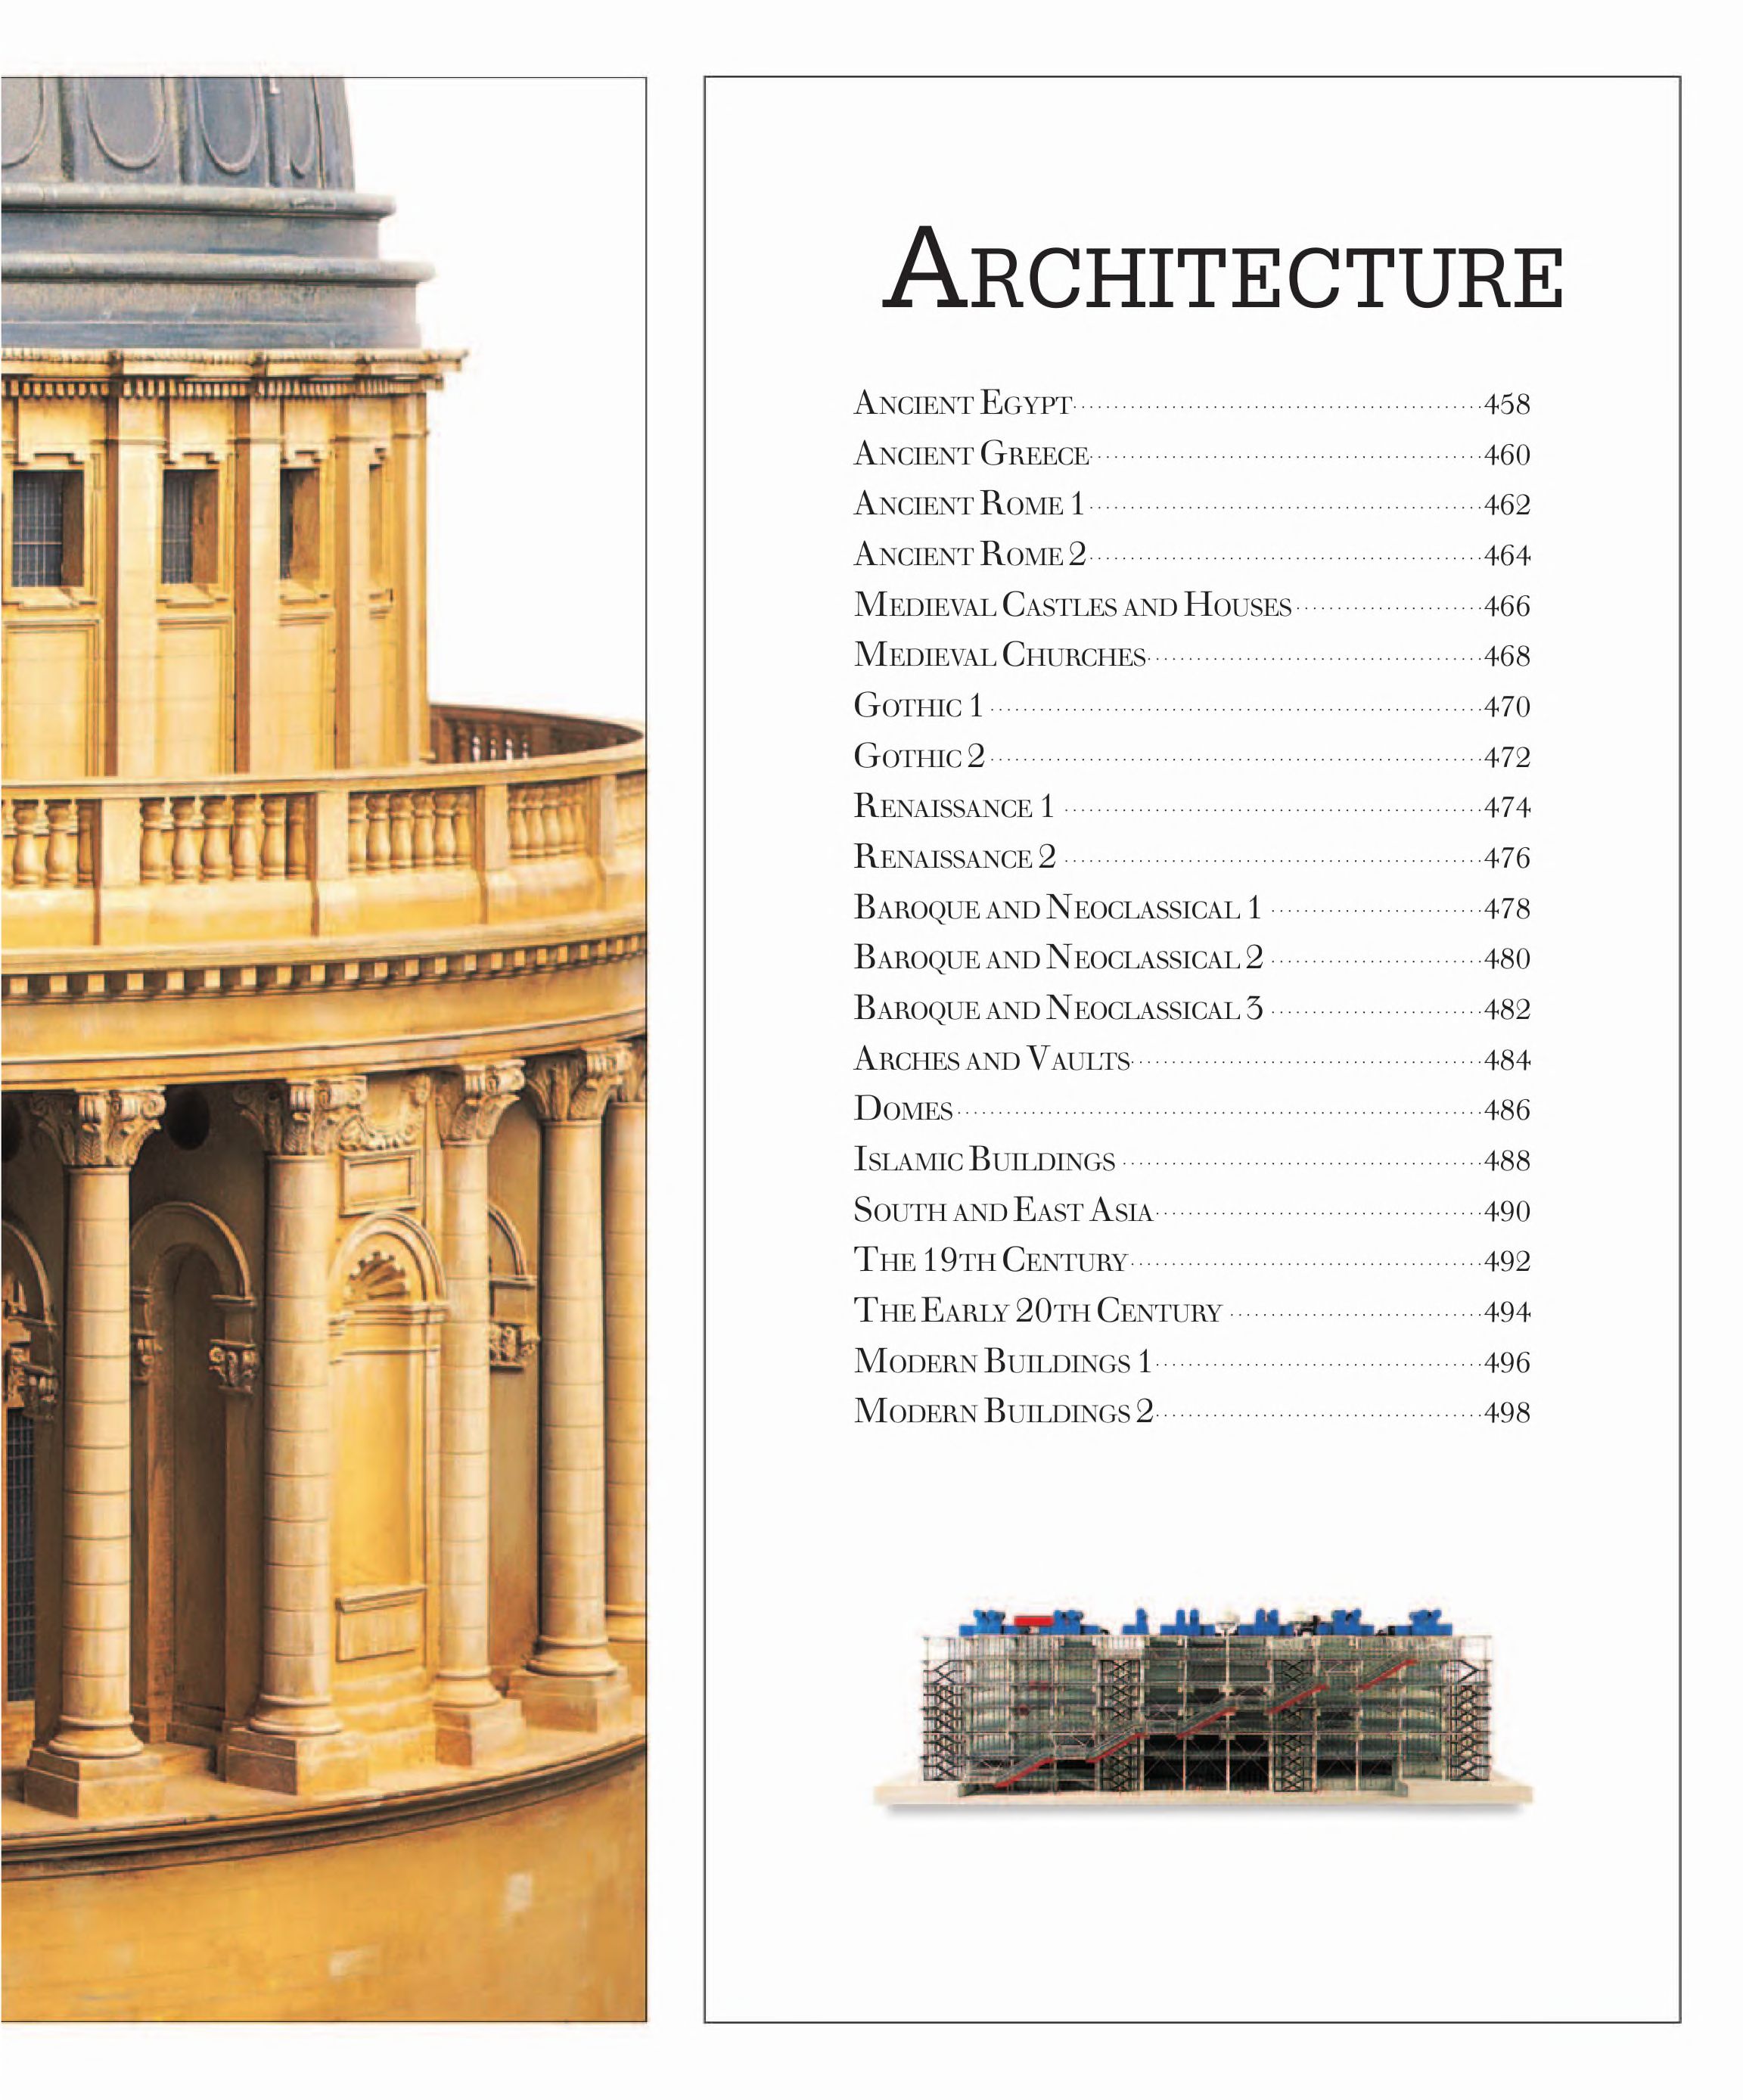 ARCHITECTURE
ANCIENT EGYPT 458
ANCIENT GREECE 460
ANCIENT ROME 1 462
ANCIENT ROME 2 464
MEDIEVAL CASTLES AND HOUSES 466
MEDIEVAL CHURCHES 468
GOTHIC 1 470
GOTHIC 2 472
RENAISSANCE 1 474
RENAISSANCE 2 476
BAROQUE AND NEOCLASSICAL 1 478
BAROQUE AND NEOCLASSICAL 2 480
BAROQUE AND NEOCLASSICAL 3 482
ARCHES AND VAULTS 484
DOMES 486
ISLAMIC BUILDINGS 488
SOUTH AND EAST ASIA 490
THE 19TH CENTURY 492
THE EARLY 20TH CENTURY 494
MODERN BUILDINGS 1 496
MODERN BUILDINGS 2 498